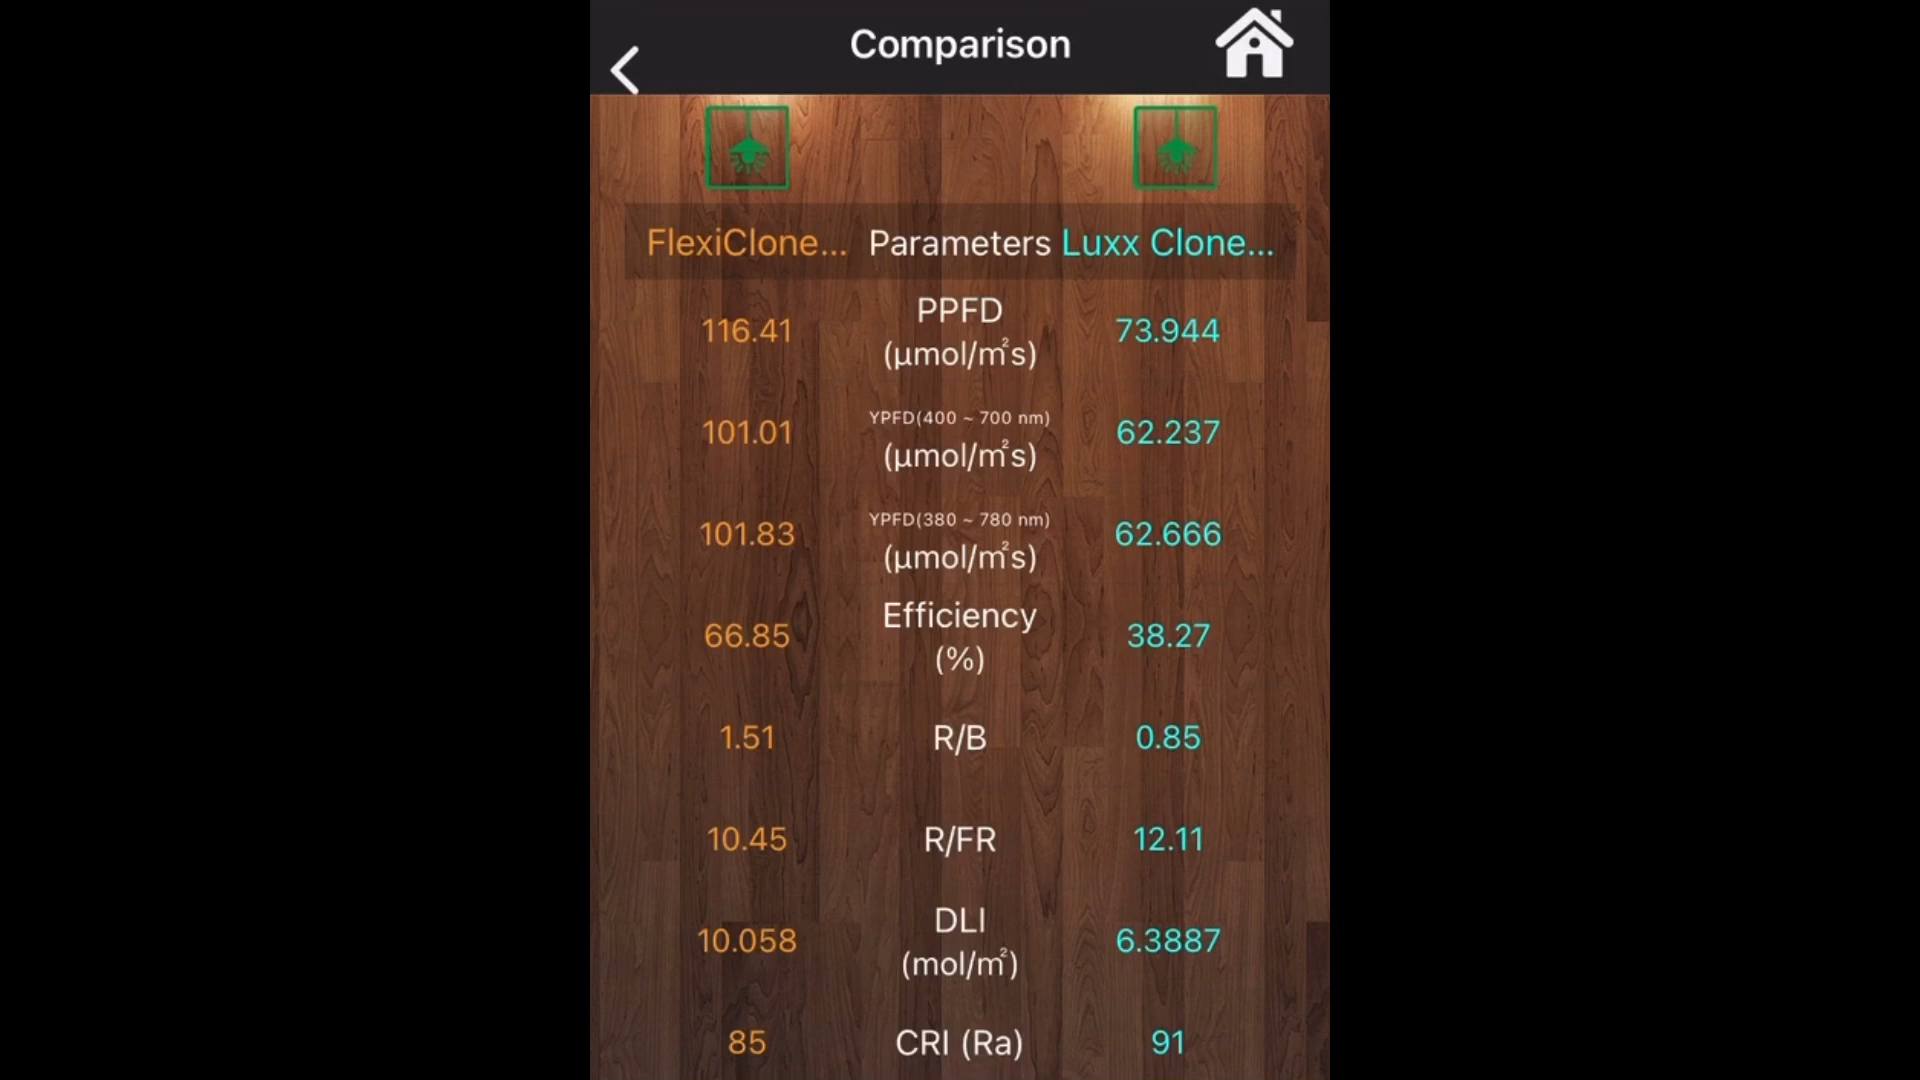 Comparison
FlexiClone... Parameters Luxx Clone...
116.41 PPFD (μmol/m²s) 73.944
101.01 YPFD(400 ~ 700 nm) (μmol/m²s) 62.237
101.83 YPFD(380 ~ 780 nm) (μmol/m²s) 62.666
66.85 Efficiency (%) 38.27
1.51 R/B 0.85
10.45 R/FR 12.11
10.058 DLI (mol/m²) 6.3887
85 CRI (Ra) 91